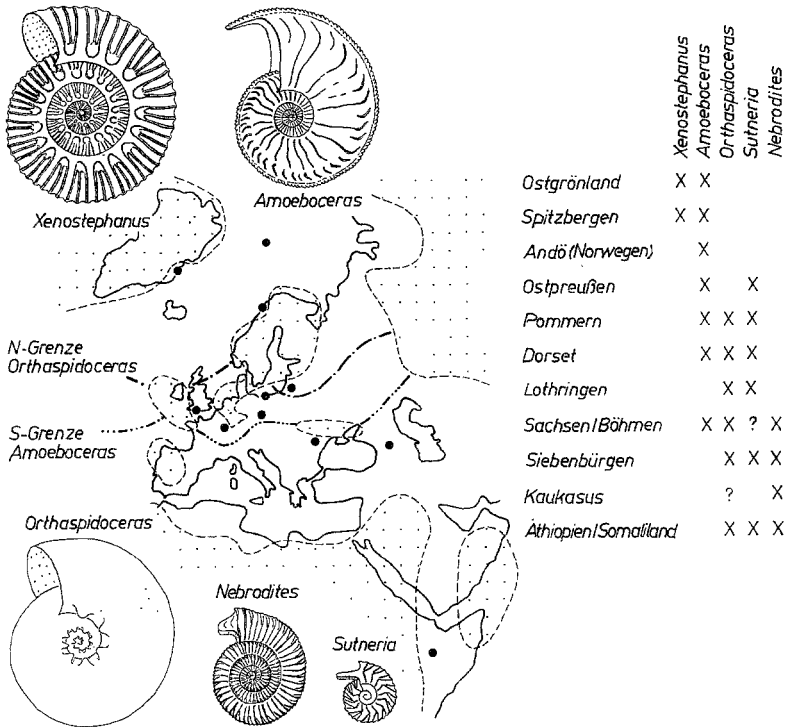 Xenostephanus
Amoeboceras
N-Grenze
Orthaspidoceras
S-Grenze
Amoeboceras
Orthaspidoceras
Nebrodites
Sutneria
Xenostephanus
Amoeboceras
Orthaspidoceras
Sutneria
Nebrodites
Ostgrönland X X
Spitzbergen X X
Andö (Norwegen) X
Ostpreußen X X
Pommern X X X
Dorset X X X
Lothringen X X
Sachsen/Böhmen X X ? X
Siebenbürgen X X X
Kaukasus ? X
Äthiopien/Somaliland X X X